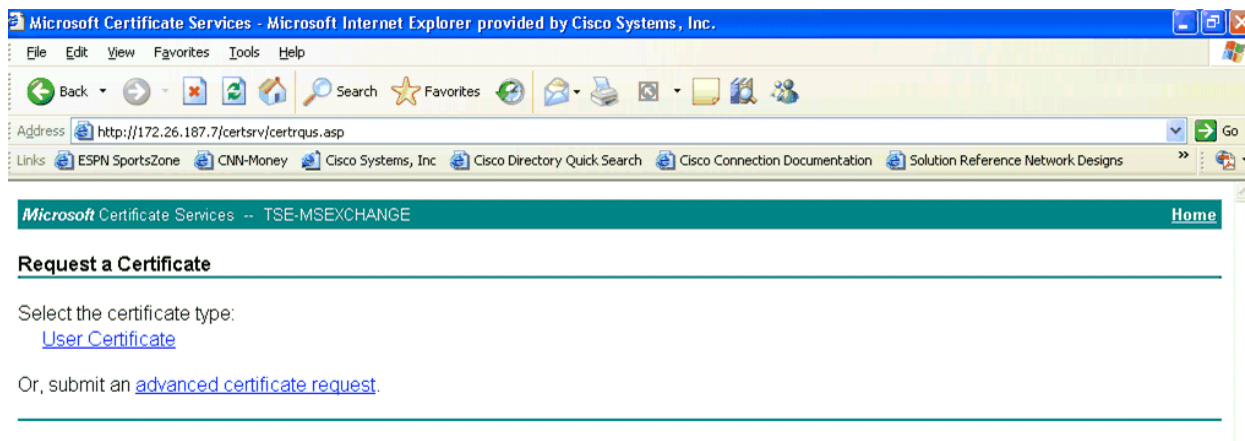 Microsoft Certificate Services - Microsoft Internet Explorer provided by Cisco Systems, Inc.
File Edit View Favorites Tools Help
Back Search Favorites
Address http://172.26.187.7/certsrv/certrqus.asp Go
Links ESPN SportsZone CNN-Money Cisco Systems, Inc Cisco Directory Quick Search Cisco Connection Documentation Solution Reference Network Designs »
Microsoft Certificate Services -- TSE-MSEXCHANGE Home
Request a Certificate
Select the certificate type:
User Certificate
Or, submit an advanced certificate request.